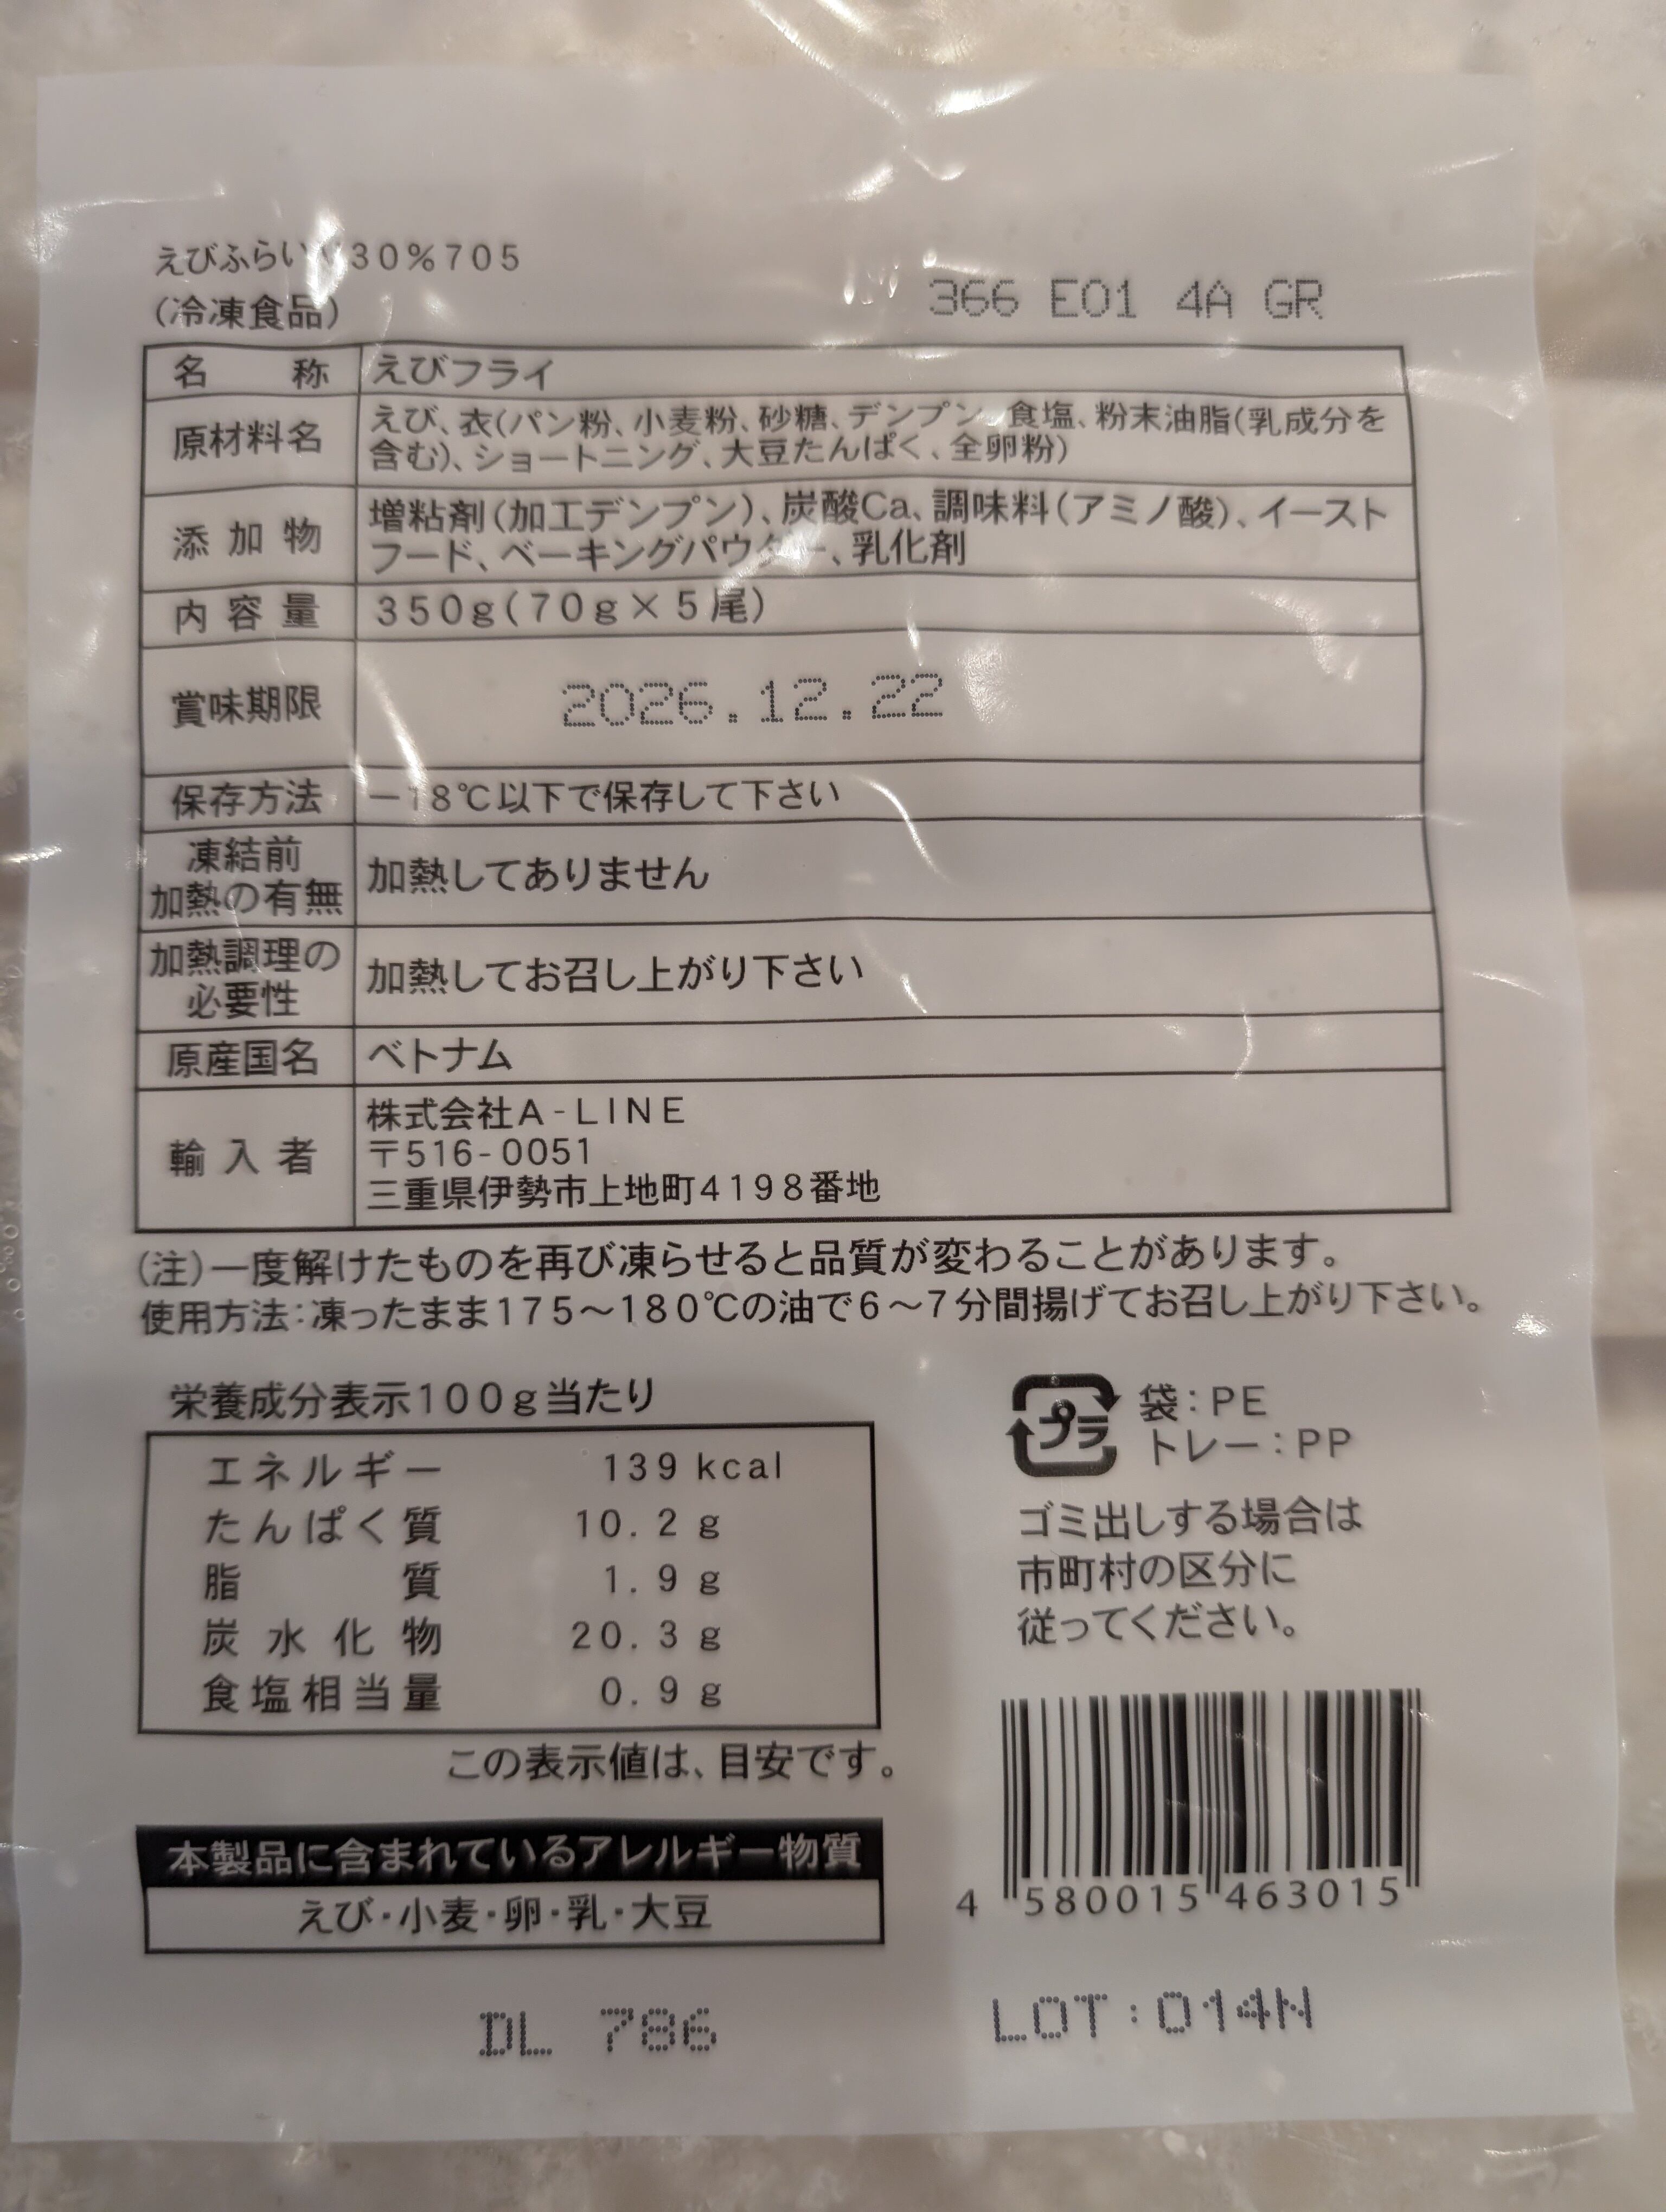 えびふらい 30%705
366 E01 4A GR
(冷凍食品)
名称 えびフライ
原材料名 えび、衣(パン粉、小麦粉、砂糖、デンプン、食塩、粉末油脂(乳成分を
含む)、ショートニング、大豆たんぱく、全卵粉)
添加物 増粘剤(加工デンプン)、炭酸Ca、調味料(アミノ酸)、イースト
フード、ベーキングパウダー、乳化剤
内容量 350g(70g×5尾)
賞味期限 2026.12.22
保存方法 -18℃以下で保存して下さい
凍結前
加熱の有無 加熱してありません
加熱調理の
必要性 加熱してお召し上がり下さい
原産国名 ベトナム
輸入者 株式会社A-LINE
〒516-0051
三重県伊勢市上地町4198番地
(注)一度解けたものを再び凍らせると品質が変わることがあります。
使用方法:凍ったまま175~180℃の油で6~7分間揚げてお召し上がり下さい。
栄養成分表示100g当たり
エネルギー 139 kcal
たんぱく質 10.2 g
脂質 1.9 g
炭水化物 20.3 g
食塩相当量 0.9 g
この表示値は、目安です。
本製品に含まれているアレルギー物質
えび・小麦・卵・乳・大豆
プラ
袋:PE
トレー:PP
ゴミ出しする場合は
市町村の区分に
従ってください。
4 580015 463015
DL 786
LOT:014N